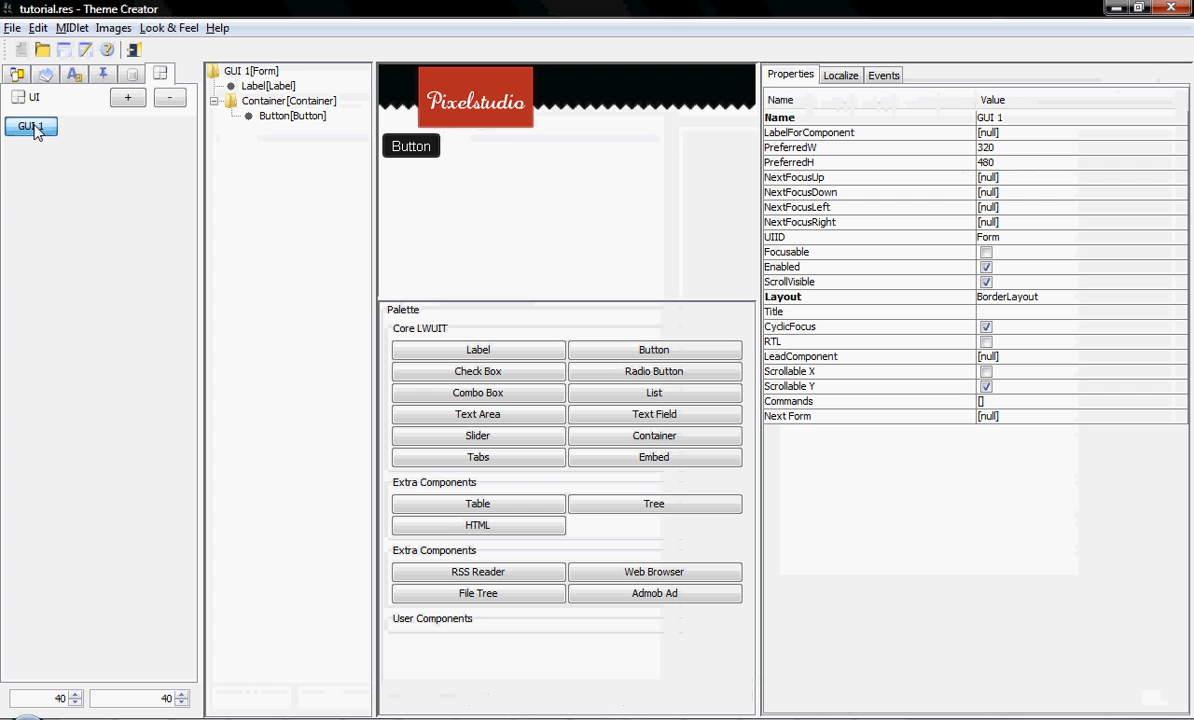 tutorial.res - Theme Creator
File Edit MIDlet Images Look & Feel Help
UI
+ -
GUI 1
40 40
GUI 1[Form]
Label[Label]
Container[Container]
Button[Button]
Pixelstudio
Button
Palette
Core LWUIT
Label Button
Check Box Radio Button
Combo Box List
Text Area Text Field
Slider Container
Tabs Embed
Extra Components
Table Tree
HTML
Extra Components
RSS Reader Web Browser
File Tree Admob Ad
User Components
Properties Localize Events
Name Value
Name GUI 1
LabelForComponent [null]
PreferredW 320
PreferredH 480
NextFocusUp [null]
NextFocusDown [null]
NextFocusLeft [null]
NextFocusRight [null]
UIID Form
Focusable
Enabled
ScrollVisible
Layout BorderLayout
Title
CyclicFocus
RTL
LeadComponent [null]
Scrollable X
Scrollable Y
Commands []
Next Form [null]